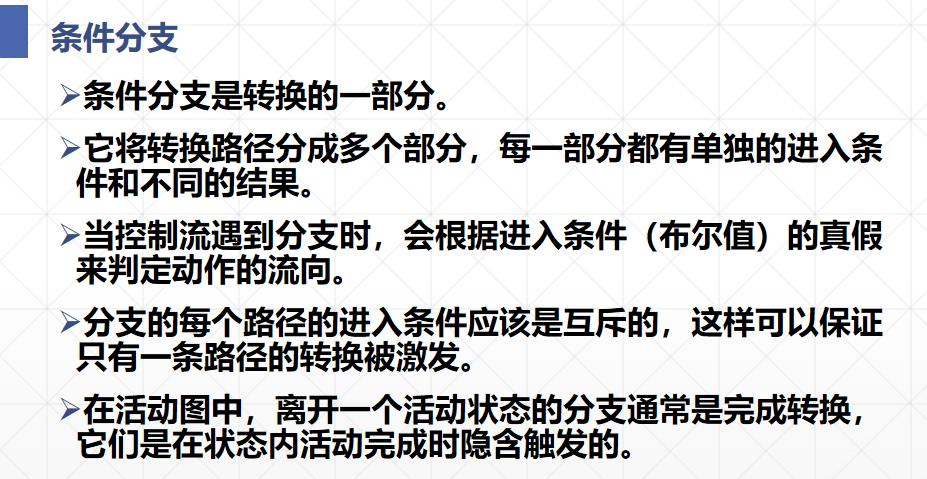 条件分支
➢条件分支是转换的一部分。
➢它将转换路径分成多个部分，每一部分都有单独的进入条
件和不同的结果。
➢当控制流遇到分支时，会根据进入条件（布尔值）的真假
来判定动作的流向。
➢分支的每个路径的进入条件应该是互斥的，这样可以保证
只有一条路径的转换被激发。
➢在活动图中，离开一个活动状态的分支通常是完成转换，
它们是在状态内活动完成时隐含触发的。